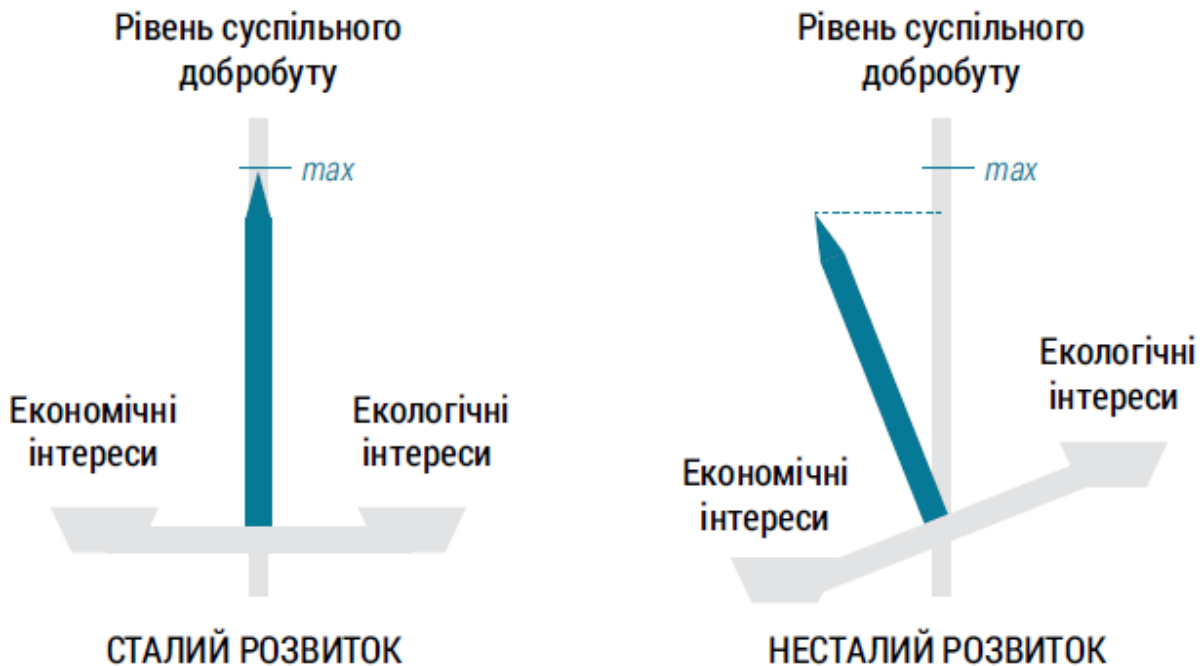 Рівень суспільного
добробуту
max
Економічні
інтереси
Екологічні
інтереси
СТАЛИЙ РОЗВИТОК
Рівень суспільного
добробуту
max
Екологічні
інтереси
Економічні
інтереси
НЕСТАЛИЙ РОЗВИТОК